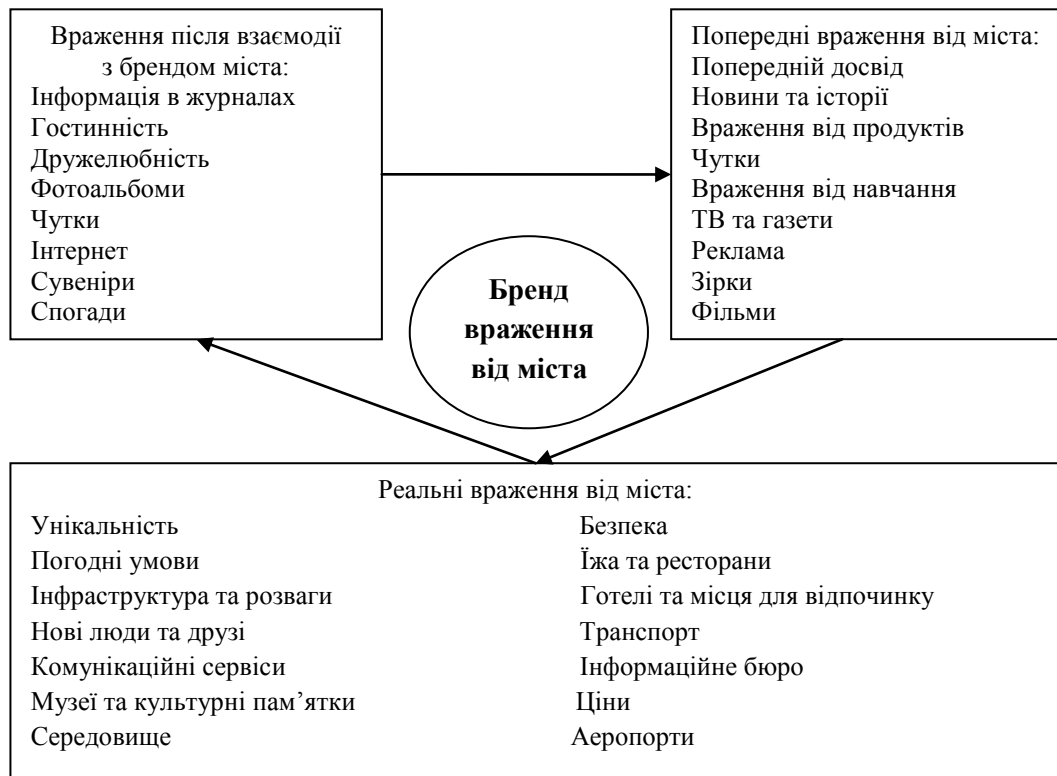 Враження після взаємодії
з брендом міста:
Інформація в журналах
Гостинність
Дружелюбність
Фотоальбоми
Чутки
Інтернет
Сувеніри
Спогади
Попередні враження від міста:
Попередній досвід
Новини та історії
Враження від продуктів
Чутки
Враження від навчання
ТВ та газети
Реклама
Зірки
Фільми
Бренд
враження
від міста
Реальні враження від міста:
Унікальність
Погодні умови
Інфраструктура та розваги
Нові люди та друзі
Комунікаційні сервіси
Музеї та культурні пам’ятки
Середовище
Безпека
Їжа та ресторани
Готелі та місця для відпочинку
Транспорт
Інформаційне бюро
Ціни
Аеропорти